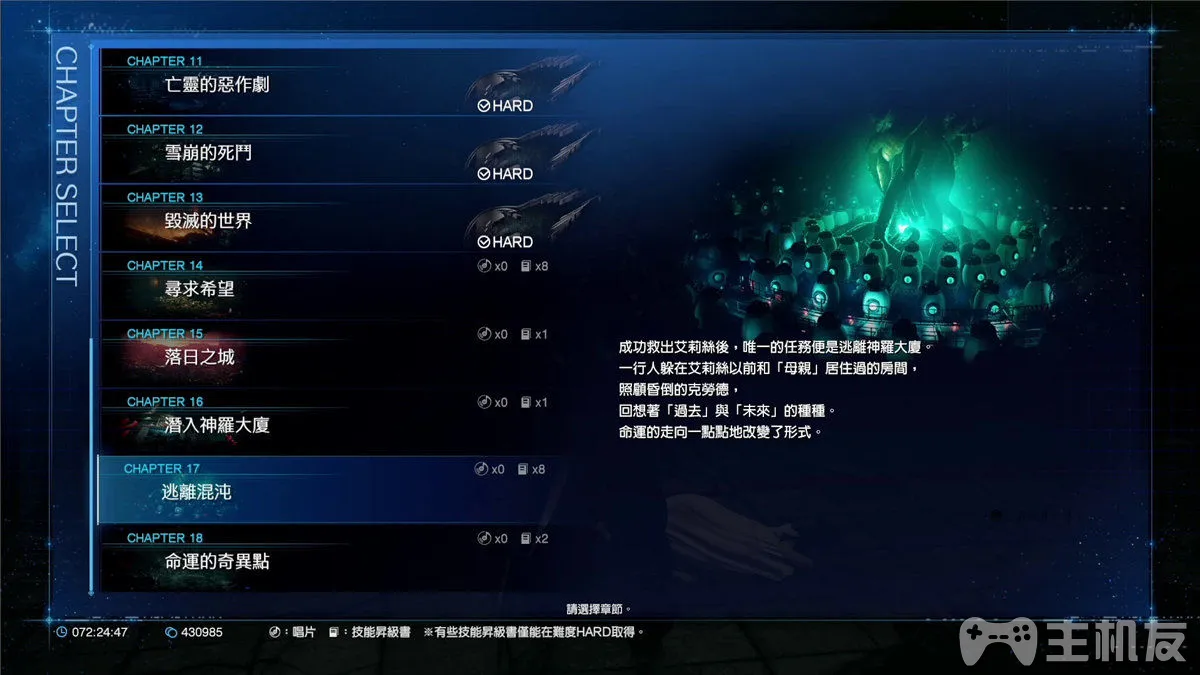 CHAPTER SELECT
CHAPTER 11
亡靈的惡作劇
HARD
CHAPTER 12
雪崩的死鬥
HARD
CHAPTER 13
毀滅的世界
HARD
CHAPTER 14
x0 x8
尋求希望
CHAPTER 15
x0 x1
落日之城
CHAPTER 16
x0 x1
潛入神羅大廈
CHAPTER 17
x0 x8
逃離混沌
CHAPTER 18
x0 x2
命運的奇異點
成功救出艾莉絲後，唯一的任務便是逃離神羅大廈。
一行人躲在艾莉絲以前和「母親」居住過的房間，
照顧昏倒的克勞德，
回想著「過去」與「未來」的種種。
命運的走向一點點地改變了形式。
請選擇章節。
072:24:47 430985 ：唱片 ：技能昇級書 ※有些技能昇級書僅能在難度HARD取得。
主机友